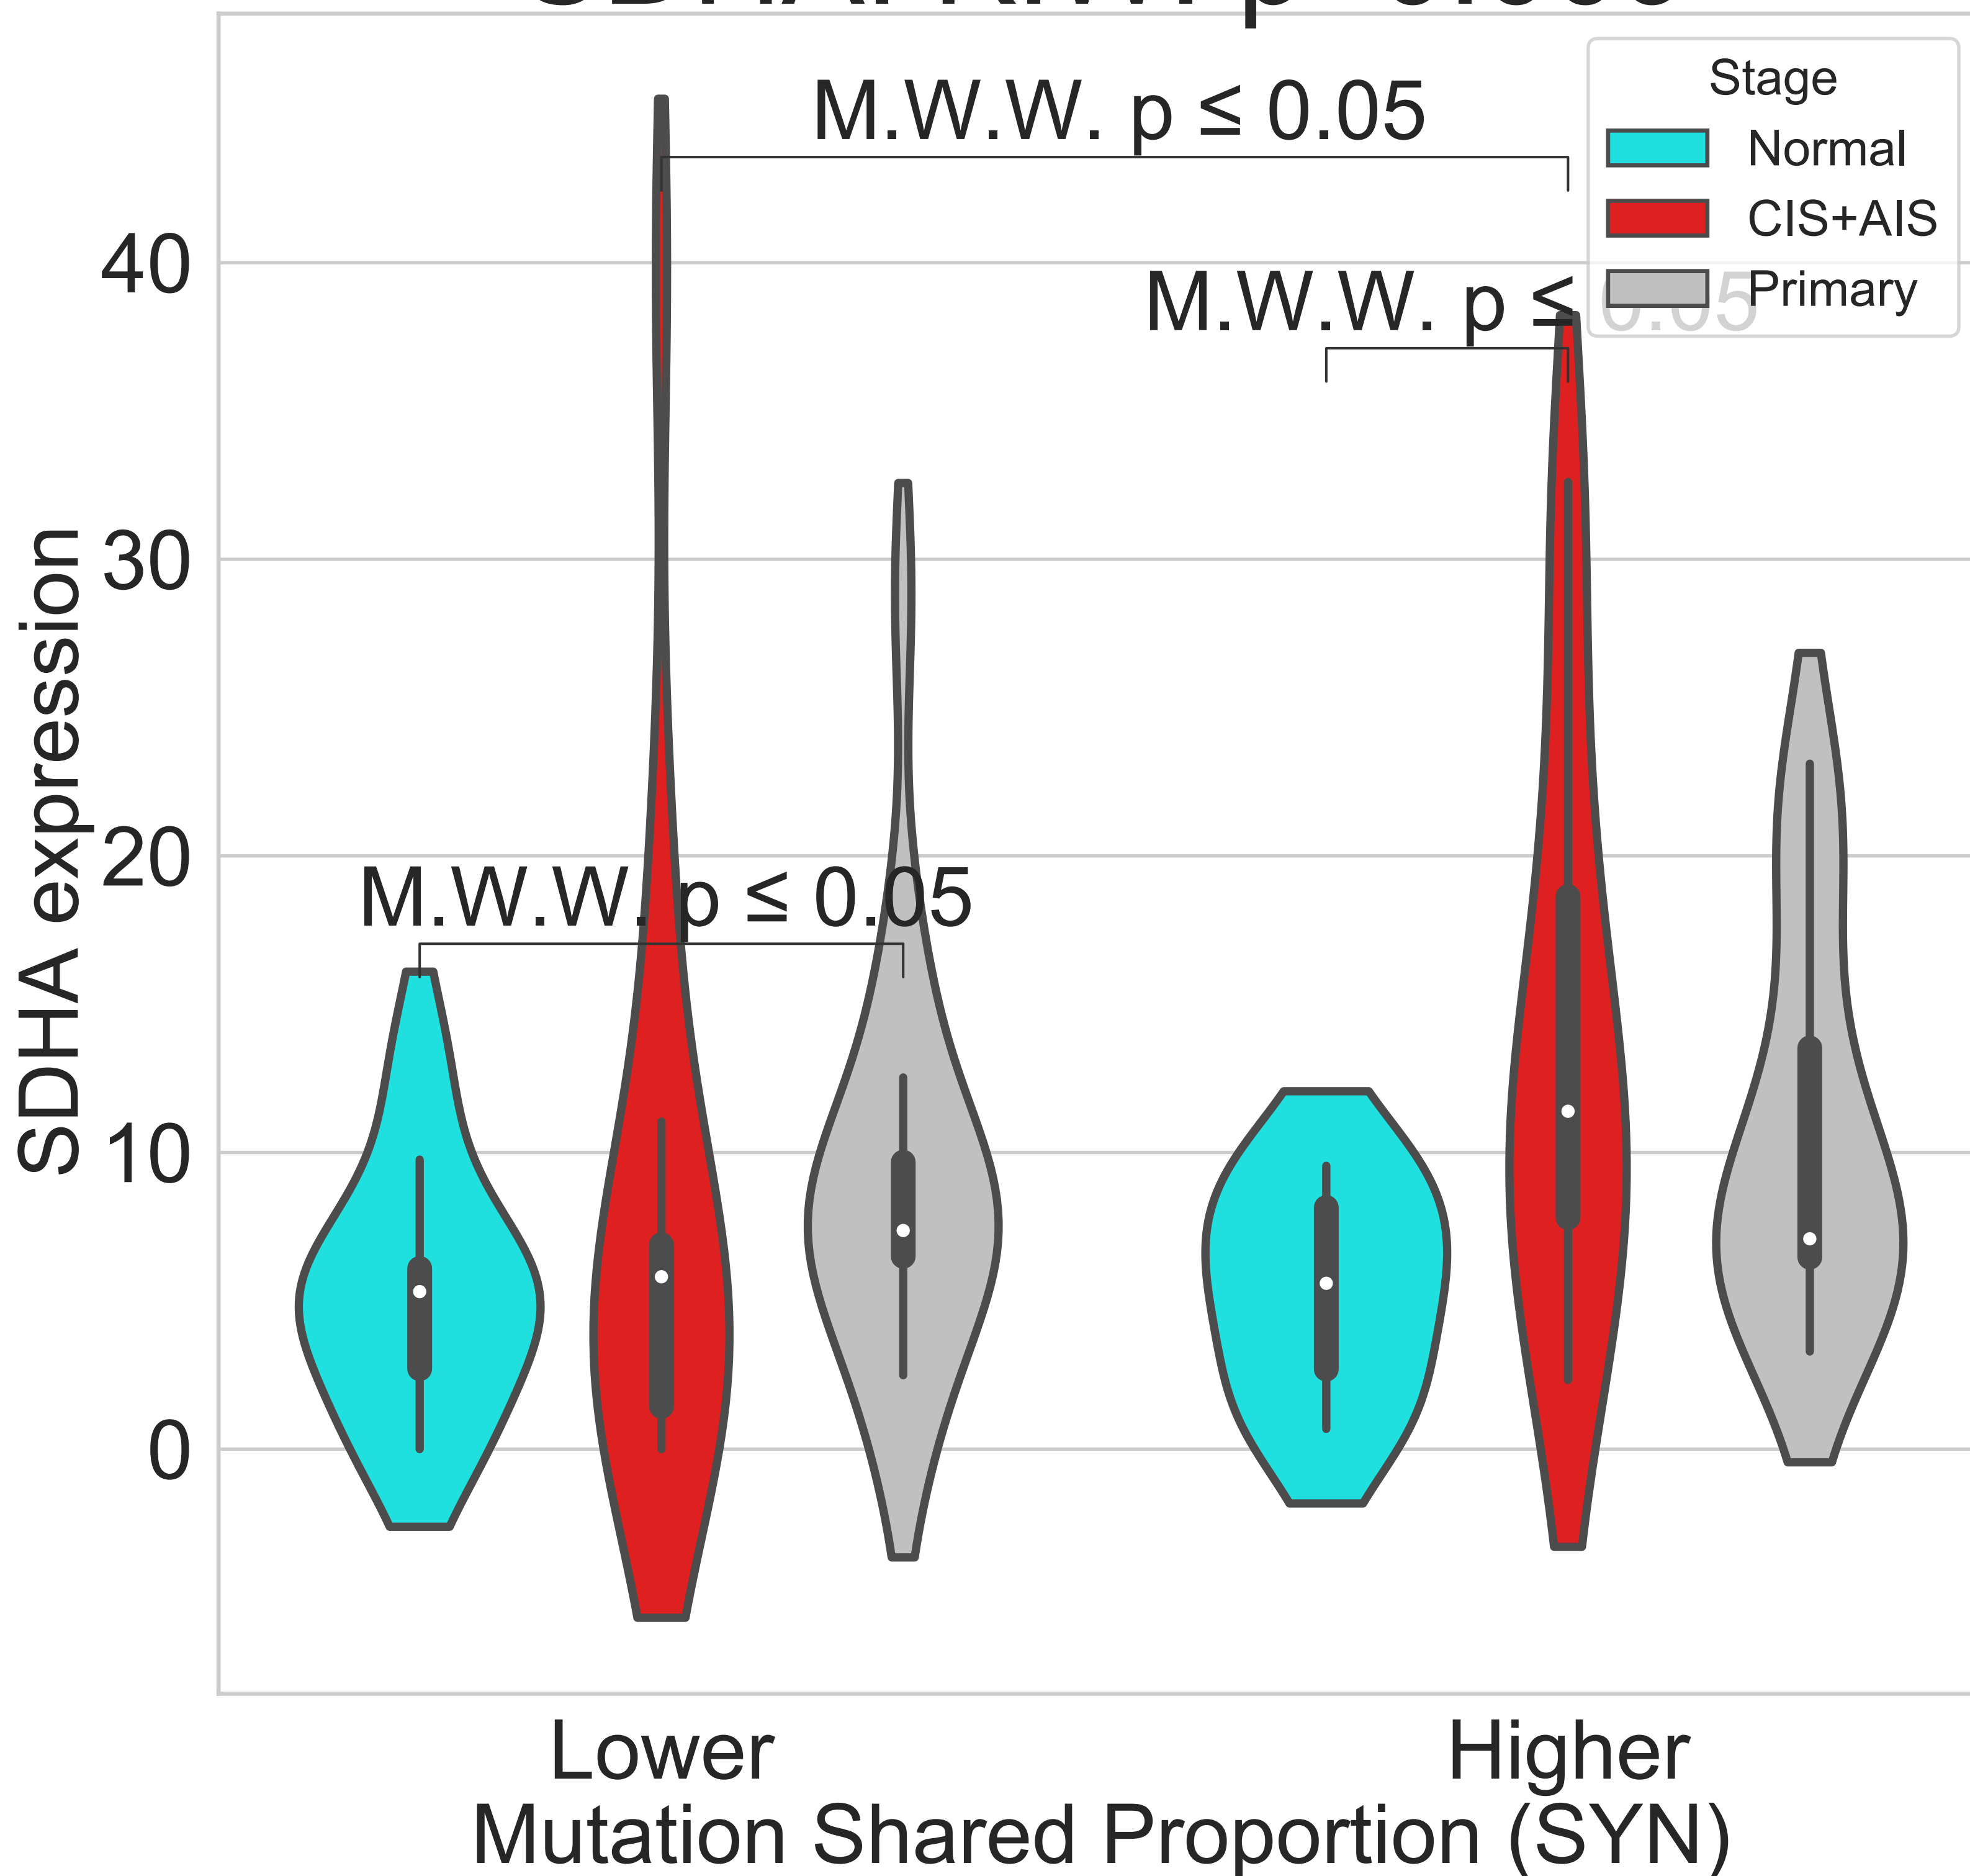 M.W.W. p ≤ 0.05
Stage
Normal
CIS+AIS
Primary
M.W.W. p ≤ 0.05
M.W.W. p ≤ 0.05
40
30
20
10
0
SDHA expression
Lower
Higher
Mutation Shared Proportion (SYN)